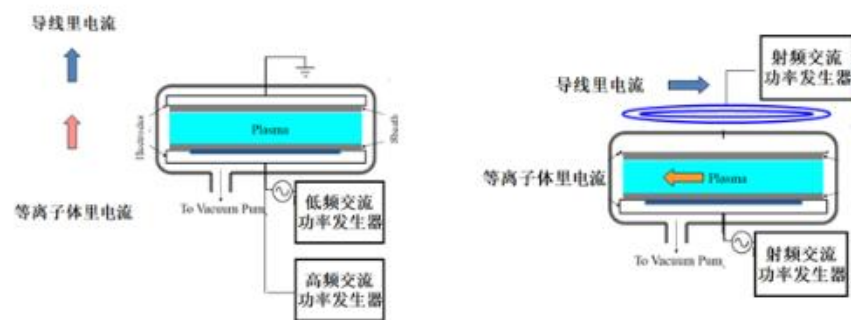 导线里电流
等离子体里电流
Electrodes
Plasma
Sheath
To Vacuum Pum
低频交流
功率发生器
高频交流
功率发生器
射频交流
功率发生器
导线里电流
等离子体里电流
Plasma
To Vacuum Pum
射频交流
功率发生器